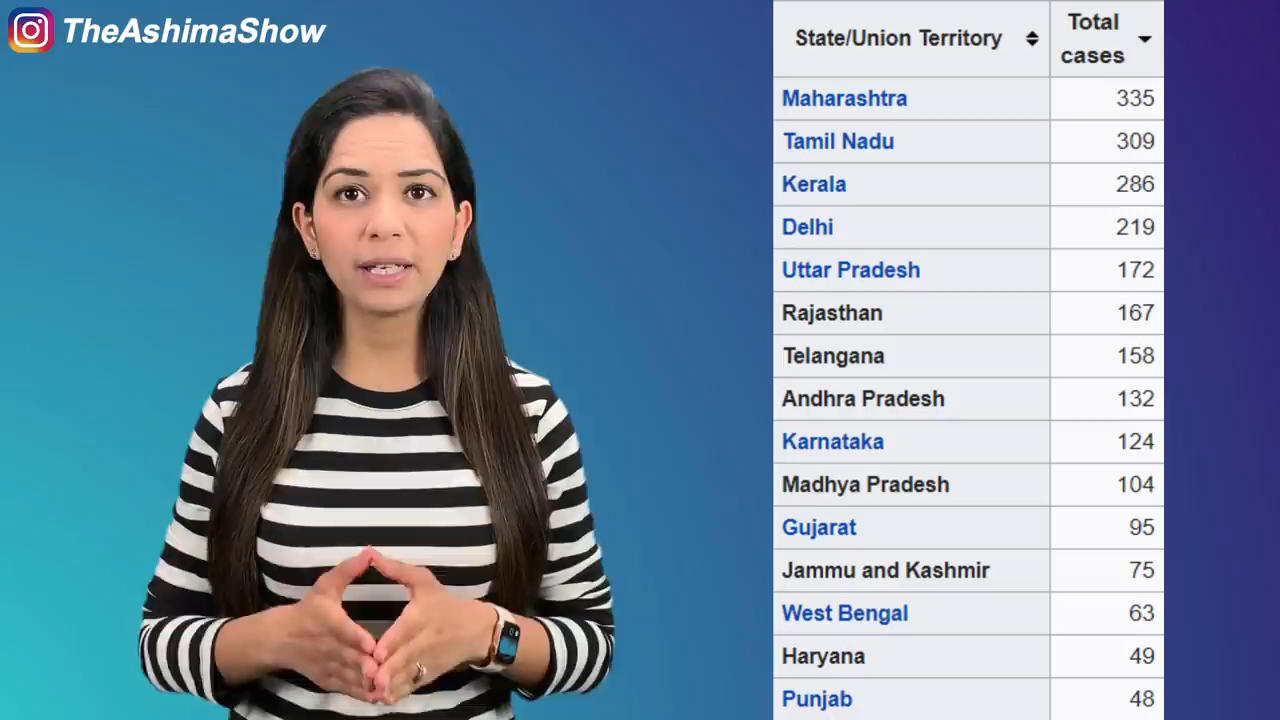 TheAshimaShow
State/Union Territory Total cases
Maharashtra 335
Tamil Nadu 309
Kerala 286
Delhi 219
Uttar Pradesh 172
Rajasthan 167
Telangana 158
Andhra Pradesh 132
Karnataka 124
Madhya Pradesh 104
Gujarat 95
Jammu and Kashmir 75
West Bengal 63
Haryana 49
Punjab 48